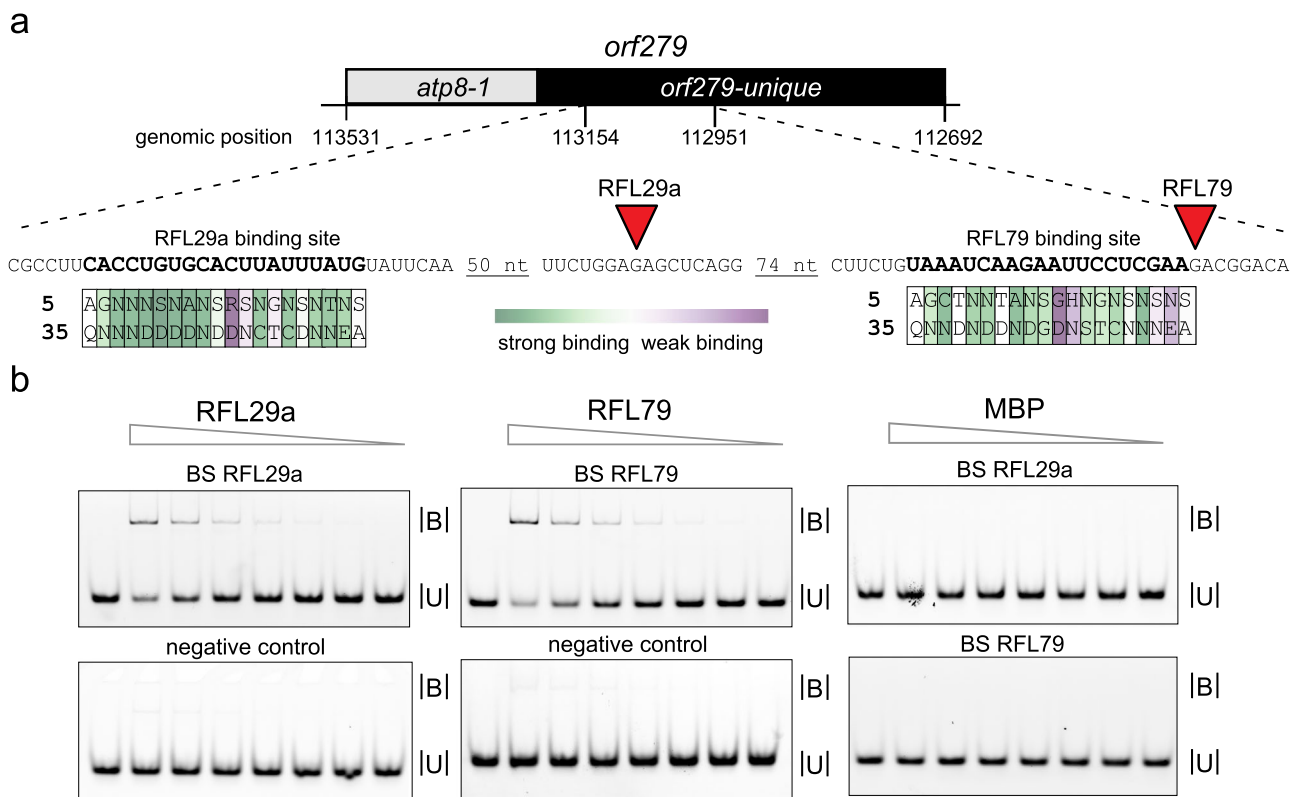 a
orf279
atp8-1 orf279-unique
genomic position 113531 113154 112951 112692
RFL29a RFL79
RFL29a binding site RFL79 binding site
CGCCUUCACCUGUGCACUUAUUUAUGUAUUCAA 50 nt UUCUGGAGAGCUCAGG 74 nt CUUCUGUAAAUCAAGAAUUCCUCGAAGACGGACA
5 AGNNNSNANSRSNGNSNTNS 5 AGCTNNTANSGHNGNSNSNS
35 QNNNDDDDNDDNCTCDNNEA 35 QNNDNDDNDGDNSTCNNNEA
strong binding weak binding
b
RFL29a RFL79 MBP
BS RFL29a BS RFL79 BS RFL29a
|B| |B| |B|
|U| |U| |U|
negative control negative control BS RFL79
|B| |B| |B|
|U| |U| |U|